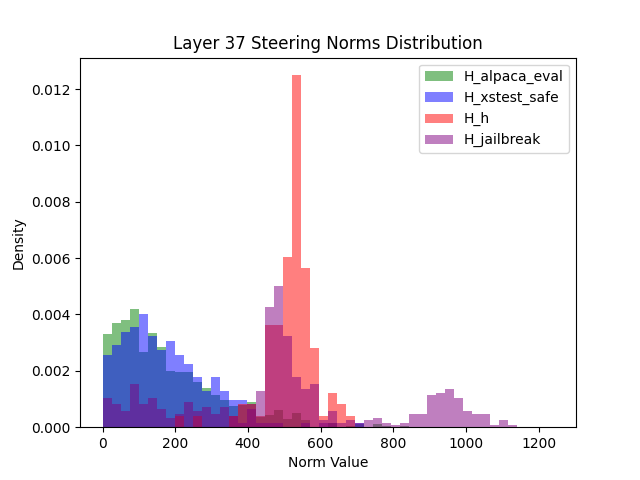 Layer 37 Steering Norms Distribution
H_alpaca_eval
H_xstest_safe
H_h
H_jailbreak
Density
0.012
0.010
0.008
0.006
0.004
0.002
0.000
0 200 400 600 800 1000 1200
Norm Value